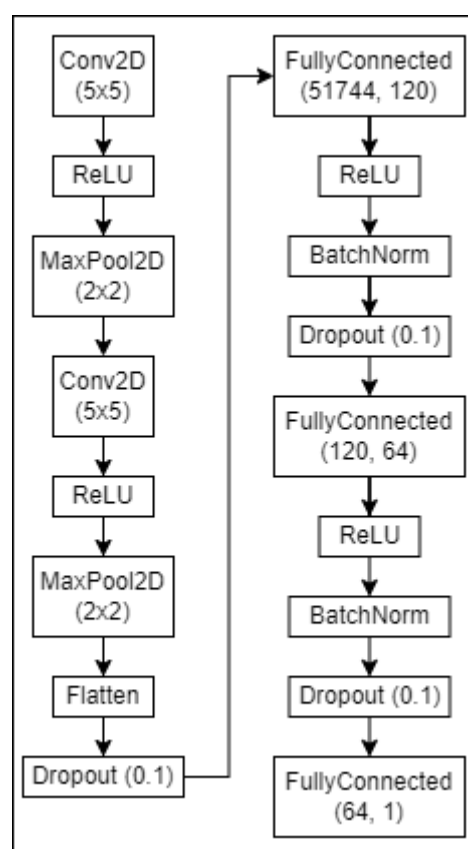 Conv2D
(5x5)
ReLU
MaxPool2D
(2x2)
Conv2D
(5x5)
ReLU
MaxPool2D
(2x2)
Flatten
Dropout (0.1)
FullyConnected
(51744, 120)
ReLU
BatchNorm
Dropout (0.1)
FullyConnected
(120, 64)
ReLU
BatchNorm
Dropout (0.1)
FullyConnected
(64, 1)